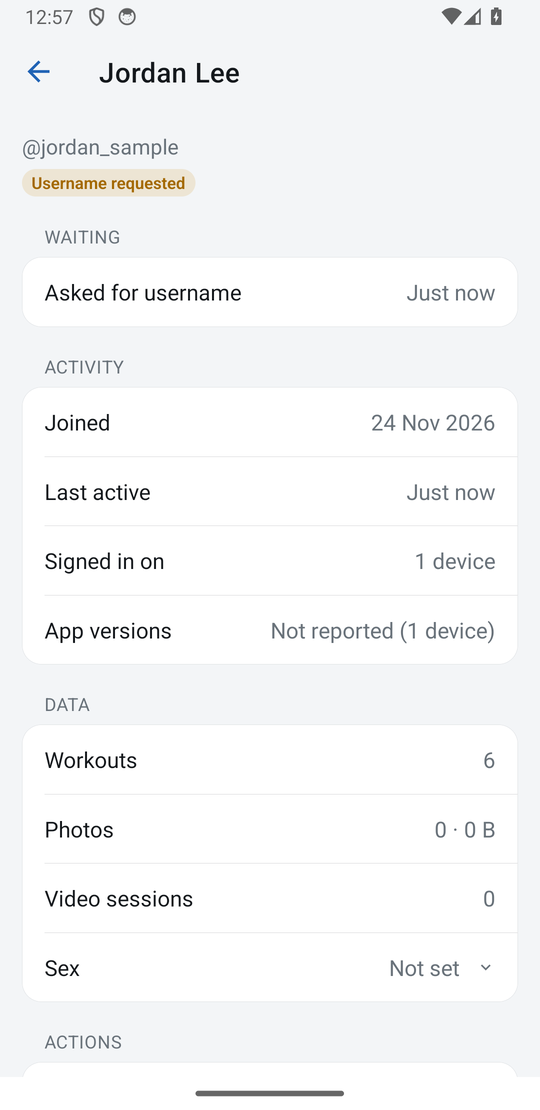 12:57
Jordan Lee
@jordan_sample
Username requested
WAITING
Asked for username Just now
ACTIVITY
Joined 24 Nov 2026
Last active Just now
Signed in on 1 device
App versions Not reported (1 device)
DATA
Workouts 6
Photos 0 · 0 B
Video sessions 0
Sex Not set
ACTIONS